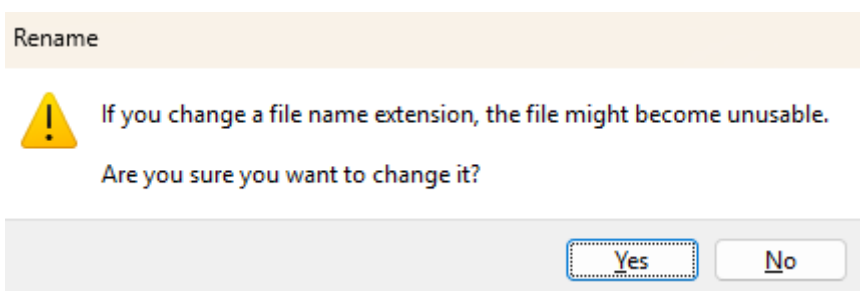 Rename
If you change a file name extension, the file might become unusable.
Are you sure you want to change it?
Yes
No